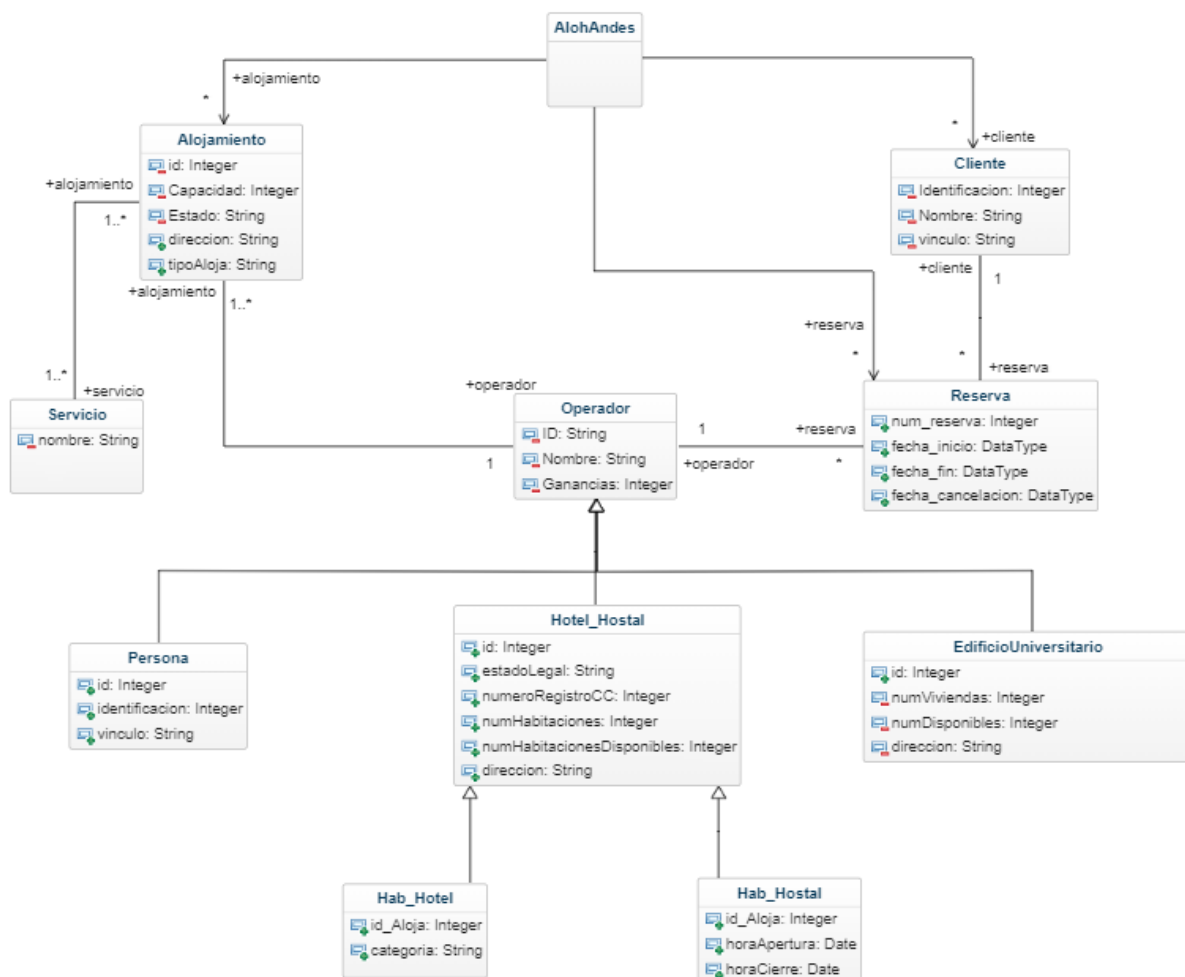 AlohAndes
+alojamiento
*
*
+cliente
Alojamiento
id: Integer
Capacidad: Integer
Estado: String
direccion: String
tipoAloja: String
Cliente
Identificacion: Integer
Nombre: String
vinculo: String
+alojamiento
1..*
+alojamiento
1..*
+cliente
1
+reserva
*
*
+reserva
1..*
+servicio
Servicio
nombre: String
+operador
1
Operador
ID: String
Nombre: String
Ganancias: Integer
1
+operador
+reserva
*
Reserva
num_reserva: Integer
fecha_inicio: DataType
fecha_fin: DataType
fecha_cancelacion: DataType
Persona
id: Integer
identificacion: Integer
vinculo: String
Hotel_Hostal
id: Integer
estadoLegal: String
numeroRegistroCC: Integer
numHabitaciones: Integer
numHabitacionesDisponibles: Integer
direccion: String
EdificioUniversitario
id: Integer
numViviendas: Integer
numDisponibles: Integer
direccion: String
Hab_Hotel
id_Aloja: Integer
categoria: String
Hab_Hostal
id_Aloja: Integer
horaApertura: Date
horaCierre: Date